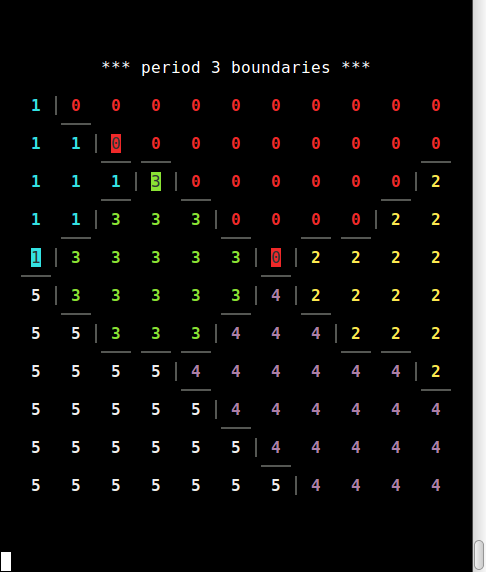 *** period 3 boundaries ***
1 0 0 0 0 0 0 0 0 0 0
1 1 0 0 0 0 0 0 0 0 0
1 1 1 3 0 0 0 0 0 0 2
1 1 3 3 3 0 0 0 0 2 2
1 3 3 3 3 3 0 2 2 2 2
5 3 3 3 3 3 4 2 2 2 2
5 5 3 3 3 4 4 4 2 2 2
5 5 5 5 4 4 4 4 4 4 2
5 5 5 5 5 4 4 4 4 4 4
5 5 5 5 5 5 4 4 4 4 4
5 5 5 5 5 5 5 4 4 4 4